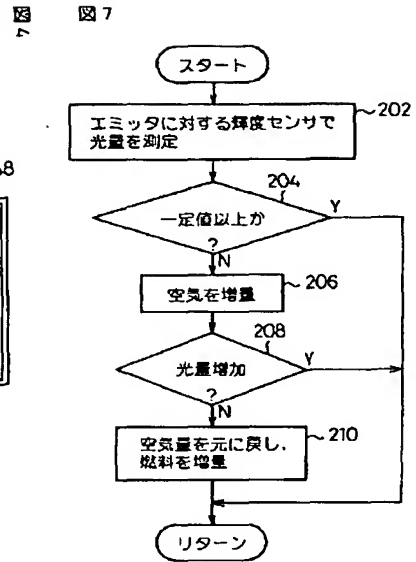 図
図7
スタート
202
エミッタに対する輝度センサで
光量を測定
204
Y
一定値以上か
?
N
206
空気を増量
208
光量増加
Y
?
N
210
空気量を元に戻し、
燃料を増量
リターン